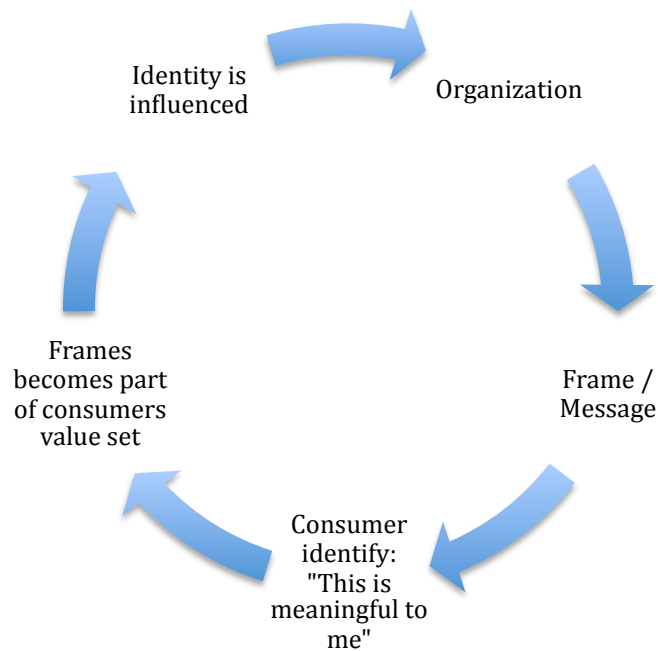 Identity is
influenced
Organization
Frame /
Message
Consumer
identify:
"This is
meaningful to
me"
Frames
becomes part
of consumers
value set